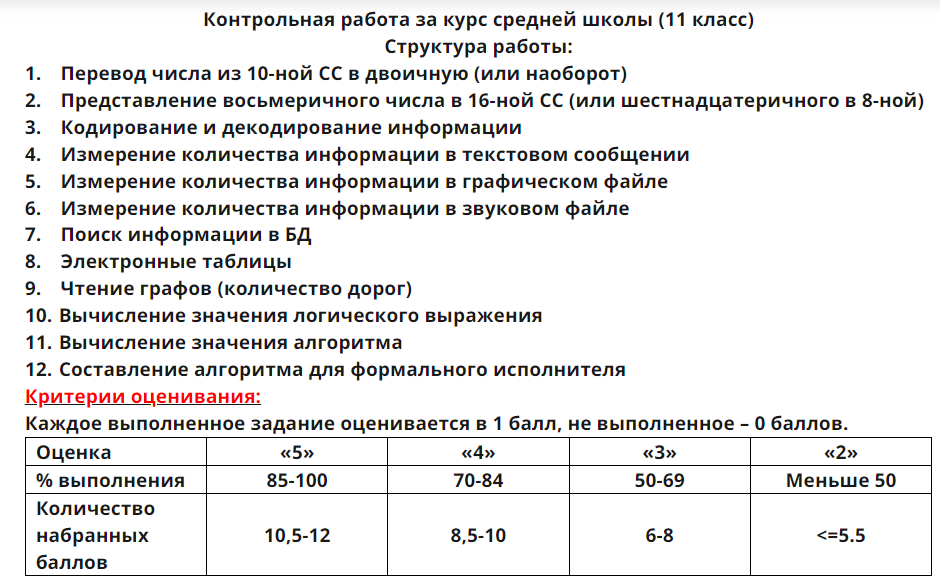 Контрольная работа за курс средней школы (11 класс)
Структура работы:
1. Перевод числа из 10-ной СС в двоичную (или наоборот)
2. Представление восьмеричного числа в 16-ной СС (или шестнадцатеричного в 8-ной)
3. Кодирование и декодирование информации
4. Измерение количества информации в текстовом сообщении
5. Измерение количества информации в графическом файле
6. Измерение количества информации в звуковом файле
7. Поиск информации в БД
8. Электронные таблицы
9. Чтение графов (количество дорог)
10. Вычисление значения логического выражения
11. Вычисление значения алгоритма
12. Составление алгоритма для формального исполнителя
Критерии оценивания:
Каждое выполненное задание оценивается в 1 балл, не выполненное – 0 баллов.
Оценка «5» «4» «3» «2»
% выполнения 85-100 70-84 50-69 Меньше 50
Количество
набранных 10,5-12 8,5-10 6-8 <=5.5
баллов